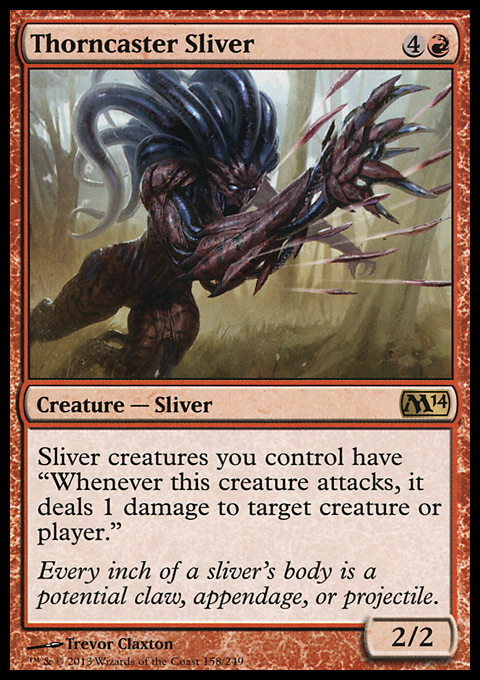 Thorncaster Sliver 4
Creature — Sliver M14
Sliver creatures you control have
“Whenever this creature attacks, it
deals 1 damage to target creature or
player.”
Every inch of a sliver’s body is a
potential claw, appendage, or projectile.
Trevor Claxton
2/2
™ & © 2013 Wizards of the Coast 158/249